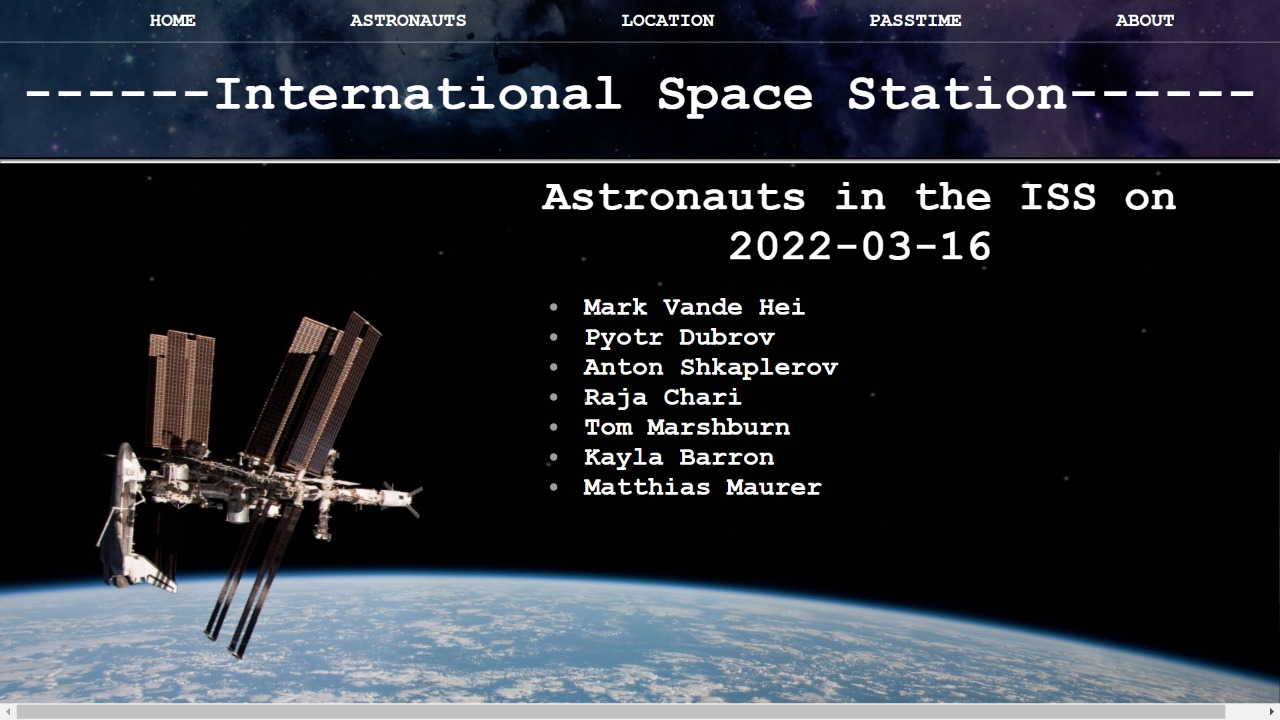 HOME ASTRONAUTS LOCATION PASSTIME ABOUT
------International Space Station------
Astronauts in the ISS on
2022-03-16
• Mark Vande Hei
• Pyotr Dubrov
• Anton Shkaplerov
• Raja Chari
• Tom Marshburn
• Kayla Barron
• Matthias Maurer